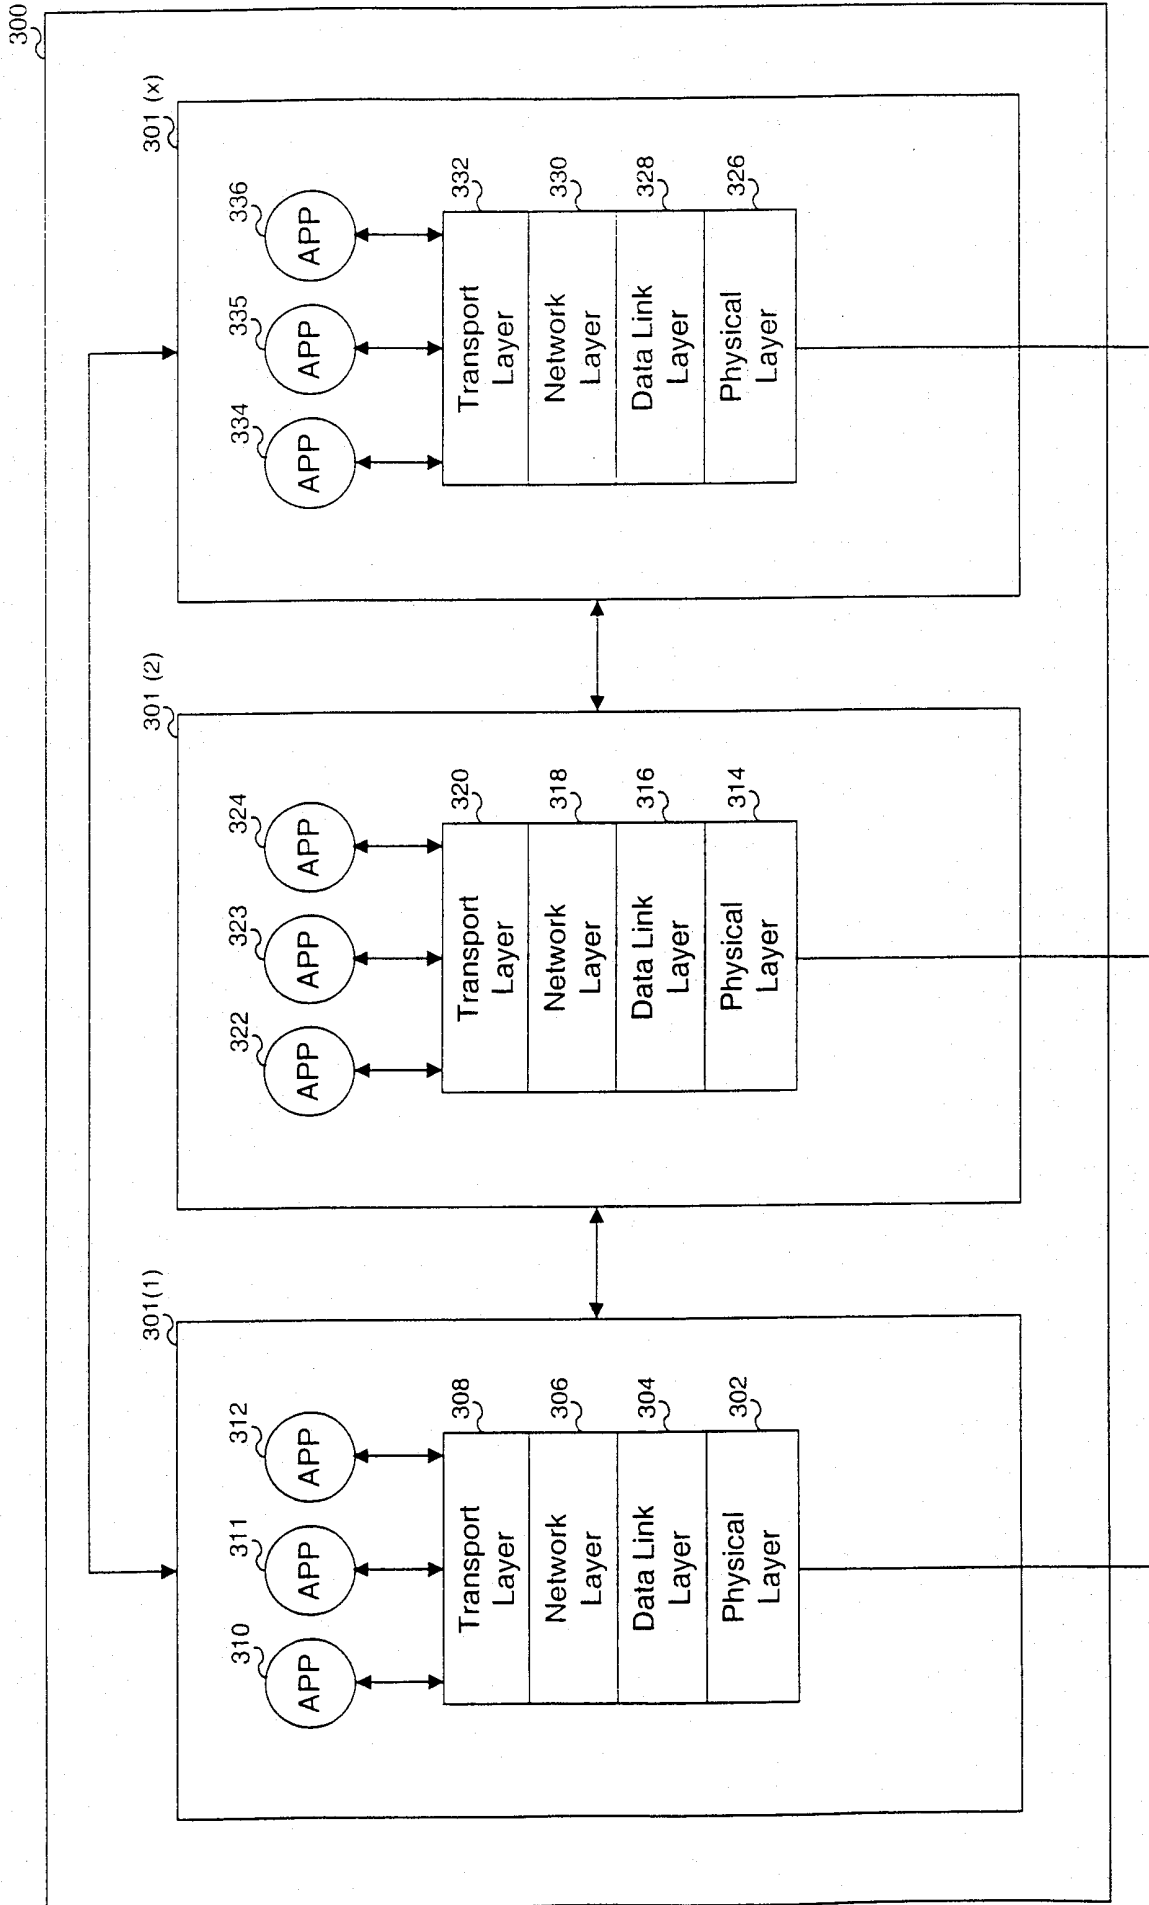 300
301(1)
301 (2)
301 (x)
310
311
312
322
323
324
334
335
336
APP
APP
APP
APP
APP
APP
APP
APP
APP
Transport
Layer
308
Network
Layer
306
Data Link
Layer
304
Physical
Layer
302
Transport
Layer
320
Network
Layer
318
Data Link
Layer
316
Physical
Layer
314
Transport
Layer
332
Network
Layer
330
Data Link
Layer
328
Physical
Layer
326